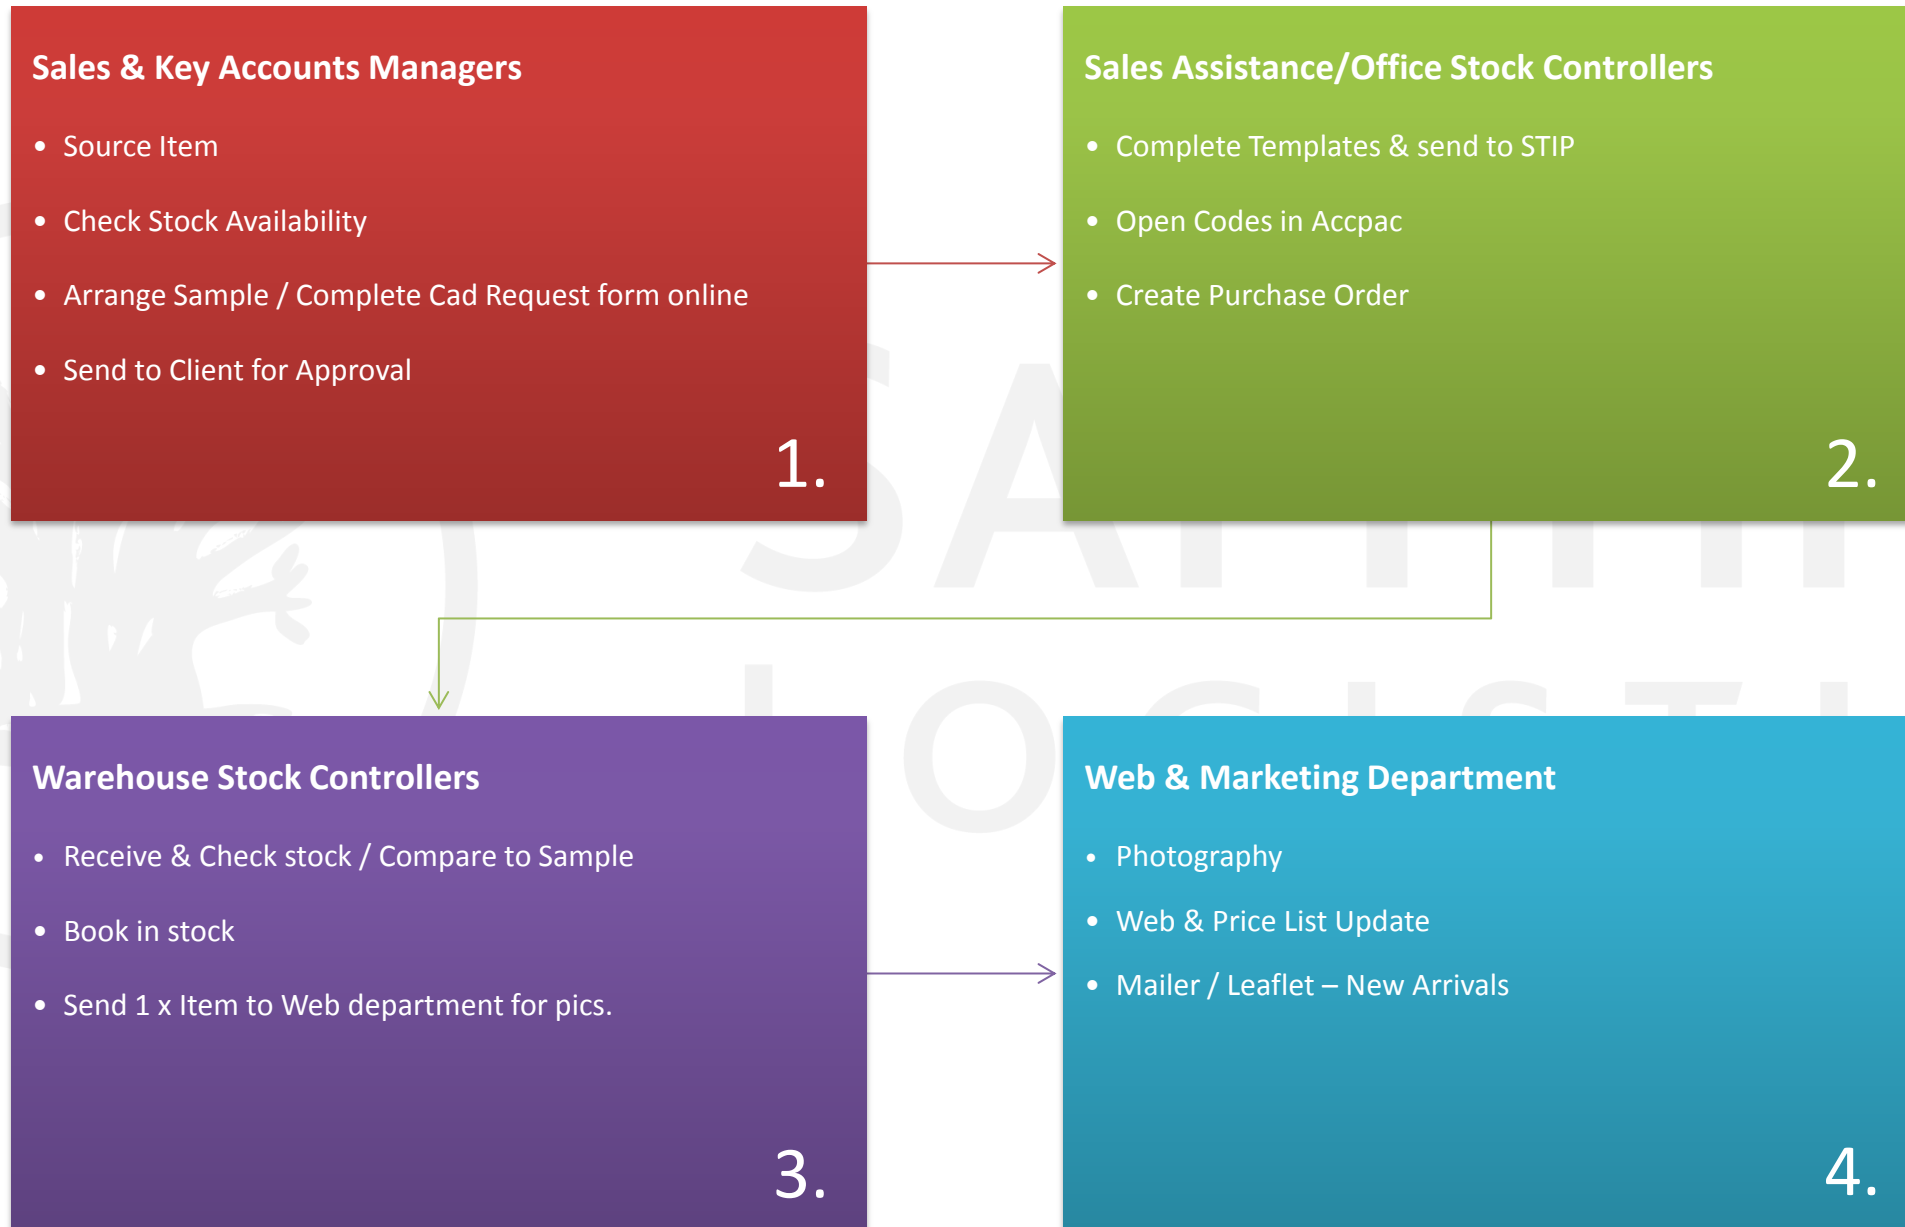 Sales & Key Accounts Managers
• Source Item
• Check Stock Availability
• Arrange Sample / Complete Cad Request form online
• Send to Client for Approval
1.
Sales Assistance/Office Stock Controllers
• Complete Templates & send to STIP
• Open Codes in Accpac
• Create Purchase Order
2.
Warehouse Stock Controllers
• Receive & Check stock / Compare to Sample
• Book in stock
• Send 1 x Item to Web department for pics.
3.
Web & Marketing Department
• Photography
• Web & Price List Update
• Mailer / Leaflet – New Arrivals
4.